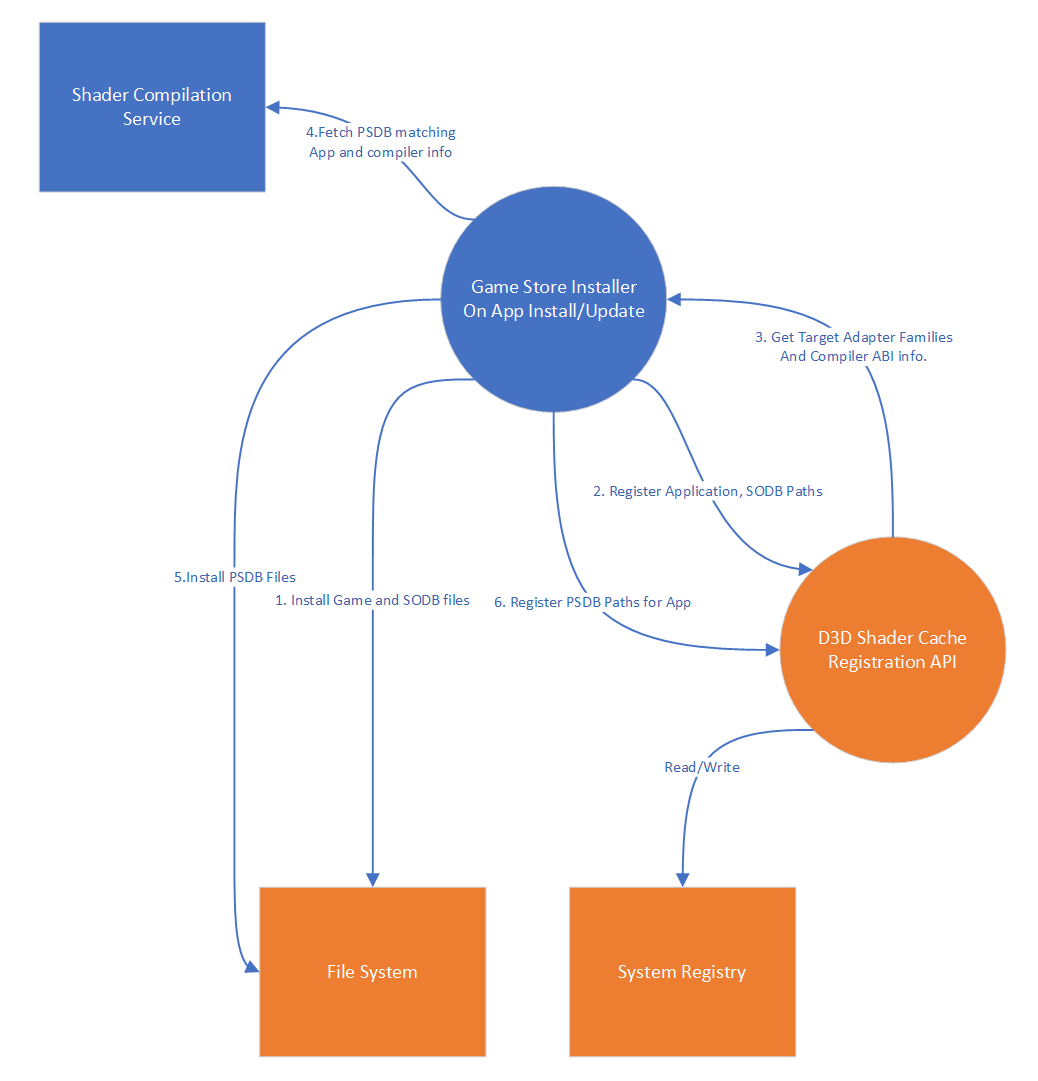 Shader Compilation
Service
4.Fetch PSDB matching
App and compiler info
Game Store Installer
On App Install/Update
3. Get Target Adapter Families
And Compiler ABI info.
2. Register Application, SODB Paths
5.Install PSDB Files
1. Install Game and SODB files
6. Register PSDB Paths for App
D3D Shader Cache
Registration API
Read/Write
File System
System Registry